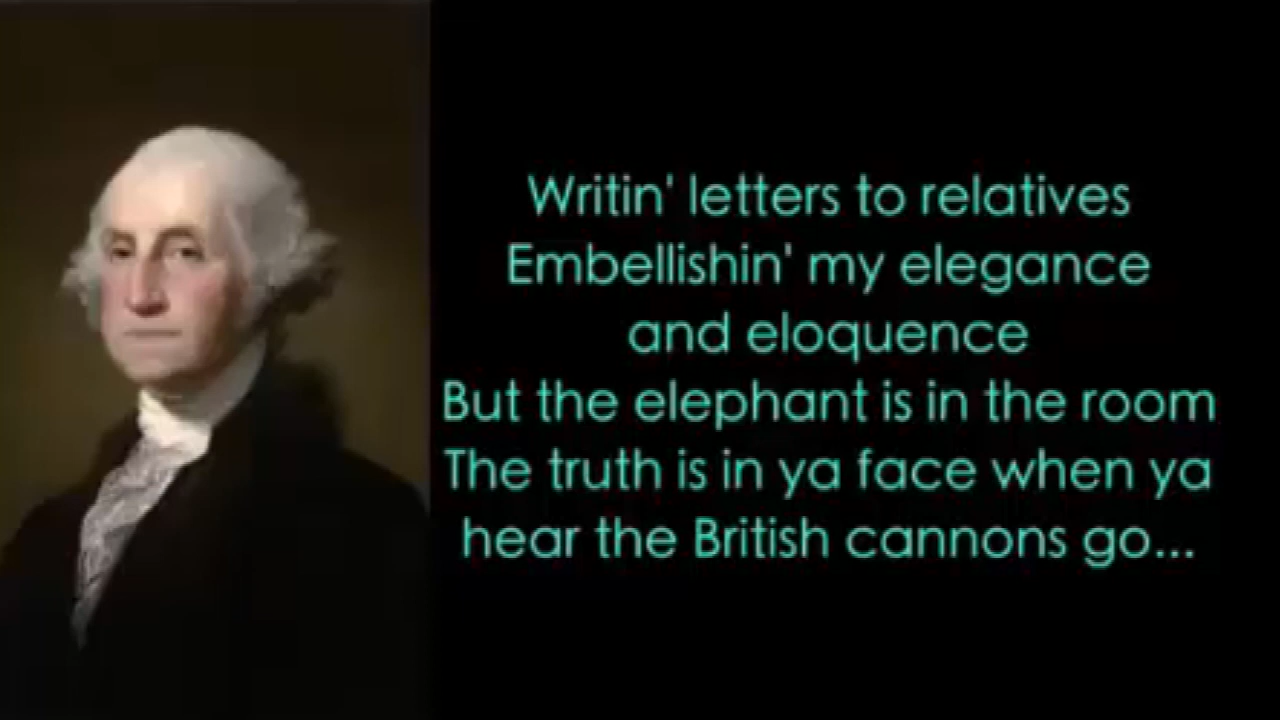 Writin' letters to relatives
Embellishin' my elegance
and eloquence
But the elephant is in the room
The truth is in ya face when ya
hear the British cannons go...